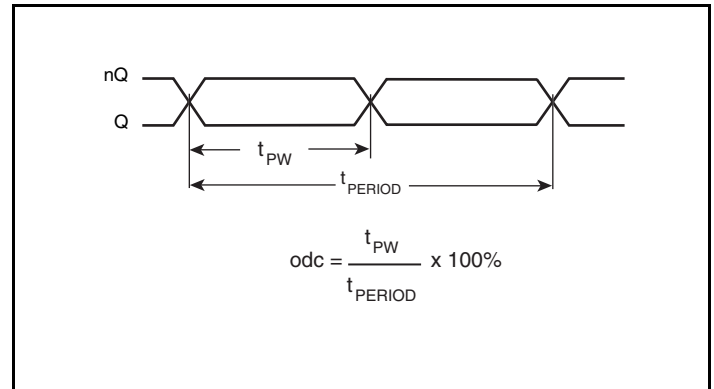 nQ
Q
tPW
tPERIOD
odc = tPW / tPERIOD x 100%